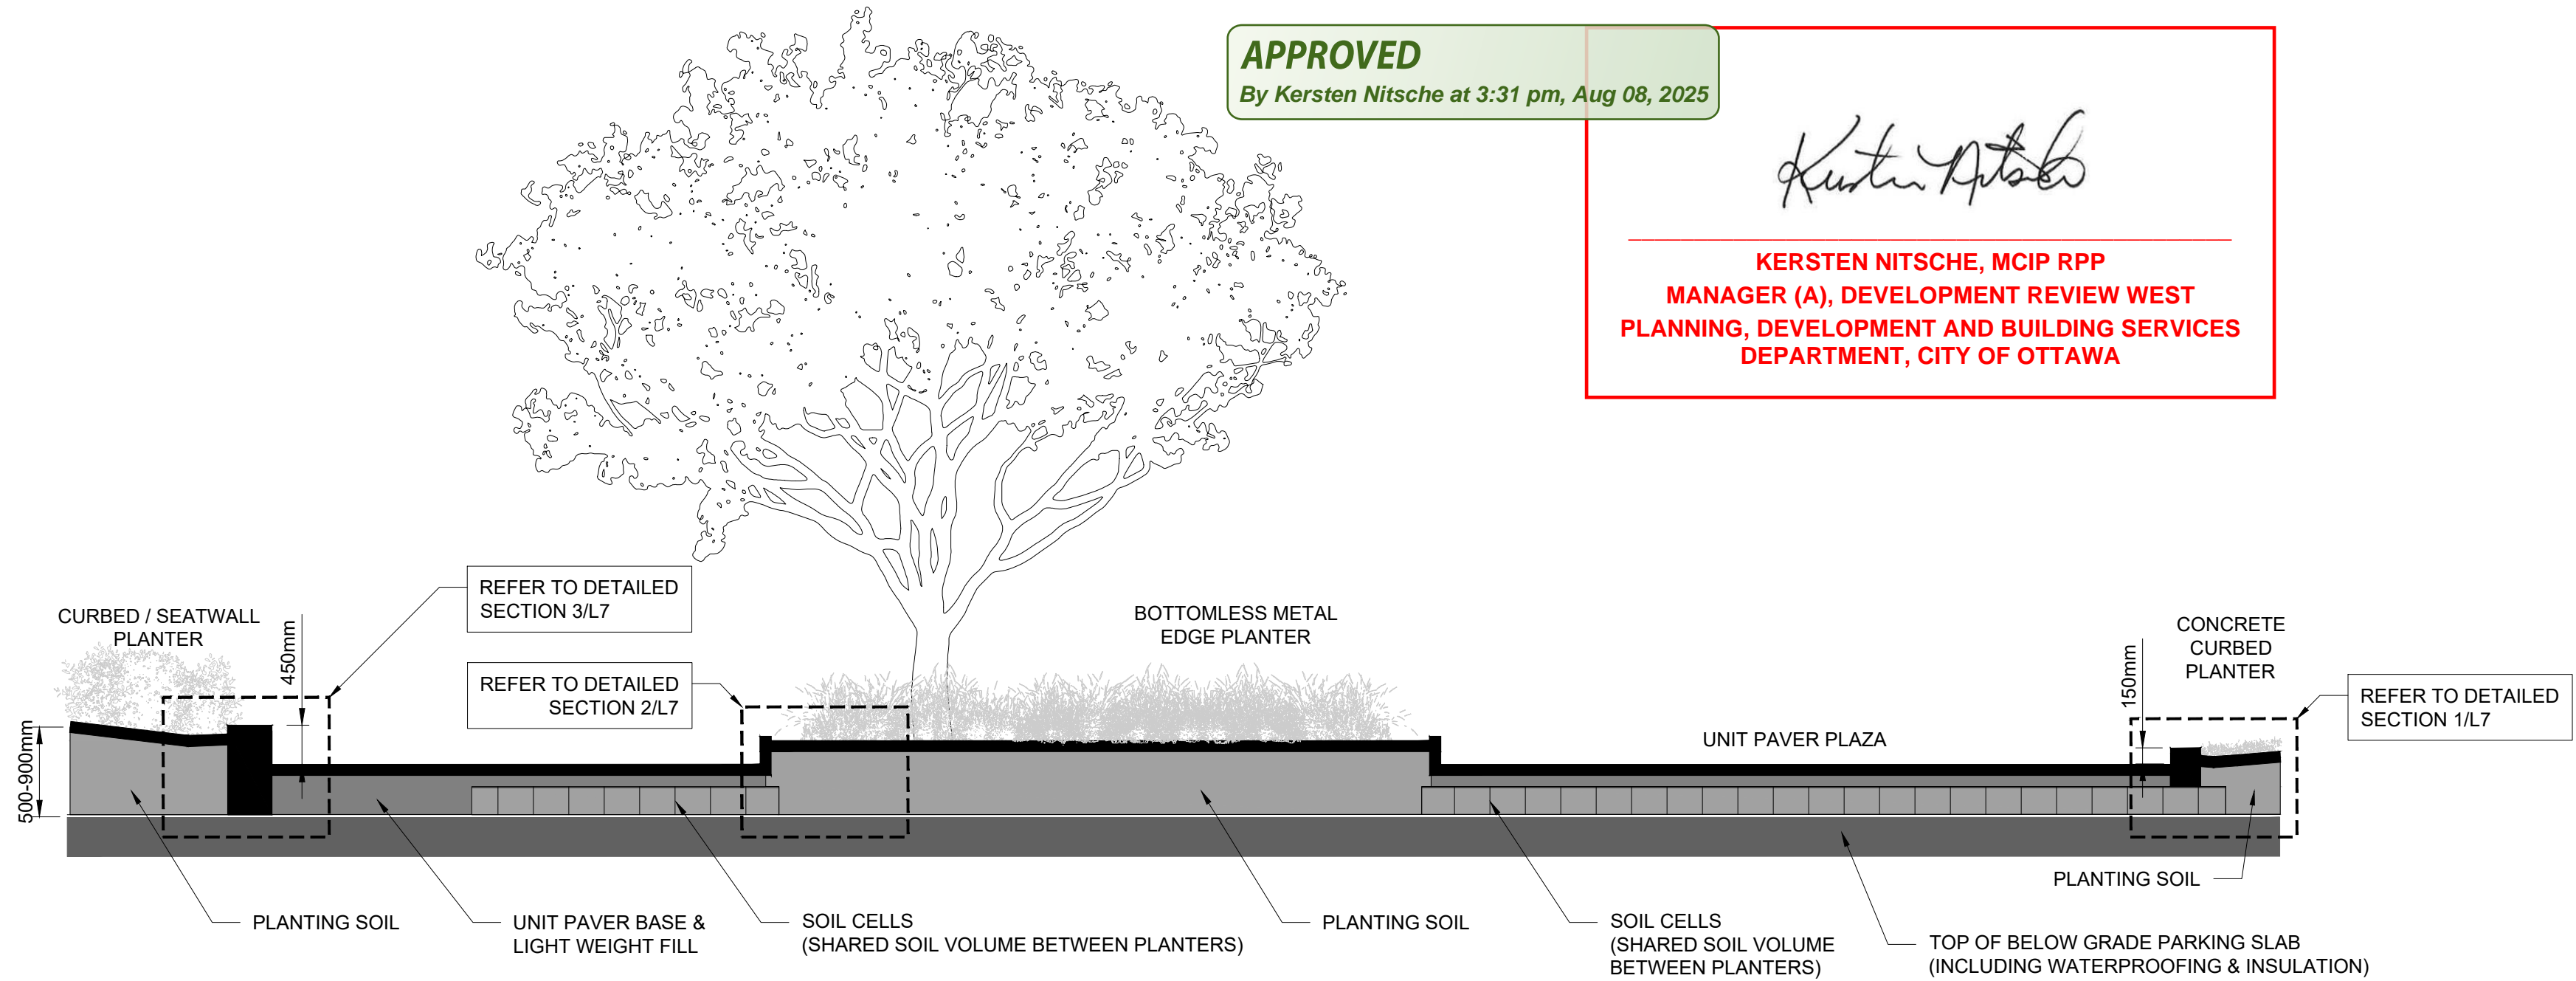 APPROVED
By Kersten Nitsche at 3:31 pm, Aug 08, 2025
Kersten Nitsche
KERSTEN NITSCHE, MCIP RPP
MANAGER (A), DEVELOPMENT REVIEW WEST
PLANNING, DEVELOPMENT AND BUILDING SERVICES
DEPARTMENT, CITY OF OTTAWA
CURBED / SEATWALL
PLANTER
450mm
500-900mm
REFER TO DETAILED
SECTION 3/L7
REFER TO DETAILED
SECTION 2/L7
BOTTOMLESS METAL
EDGE PLANTER
UNIT PAVER PLAZA
150mm
CONCRETE
CURBED
PLANTER
REFER TO DETAILED
SECTION 1/L7
PLANTING SOIL
UNIT PAVER BASE &
LIGHT WEIGHT FILL
SOIL CELLS
(SHARED SOIL VOLUME BETWEEN PLANTERS)
PLANTING SOIL
SOIL CELLS
(SHARED SOIL VOLUME
BETWEEN PLANTERS)
PLANTING SOIL
TOP OF BELOW GRADE PARKING SLAB
(INCLUDING WATERPROOFING & INSULATION)